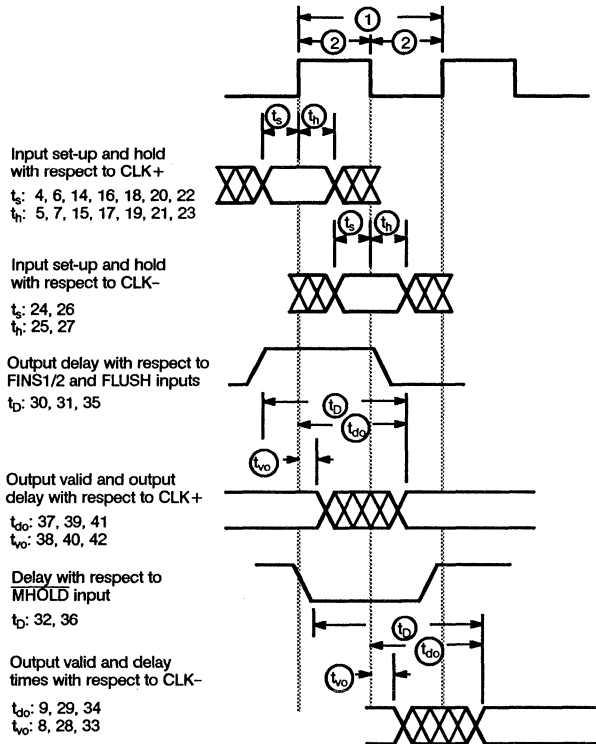 1
2
2
ts
th
Input set-up and hold
with respect to CLK+
ts: 4, 6, 14, 16, 18, 20, 22
th: 5, 7, 15, 17, 19, 21, 23
ts
th
Input set-up and hold
with respect to CLK–
ts: 24, 26
th: 25, 27
Output delay with respect to
FINS1/2 and FLUSH inputs
tD: 30, 31, 35
tD
tdo
tvo
Output valid and output
delay with respect to CLK+
tdo: 37, 39, 41
tvo: 38, 40, 42
Delay with respect to
MHOLD input
tD: 32, 36
tD
tdo
tvo
Output valid and delay
times with respect to CLK–
tdo: 9, 29, 34
tvo: 8, 28, 33